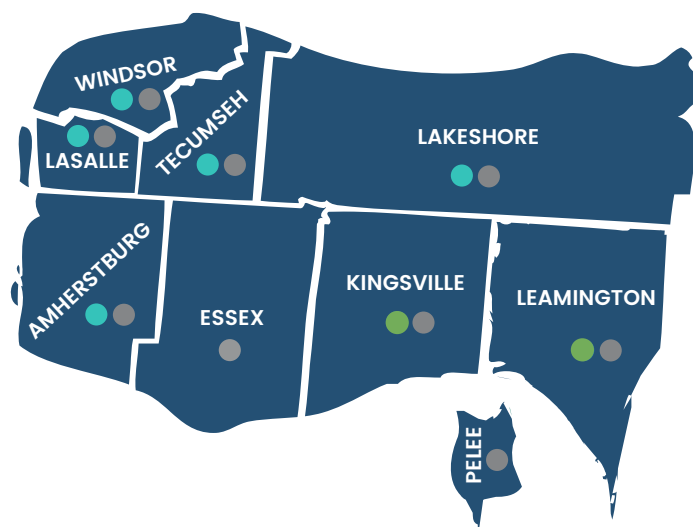 WINDSOR
TECUMSEH
LASALLE
LAKESHORE
AMHERSTBURG
ESSEX
KINGSVILLE
LEAMINGTON
PELEE